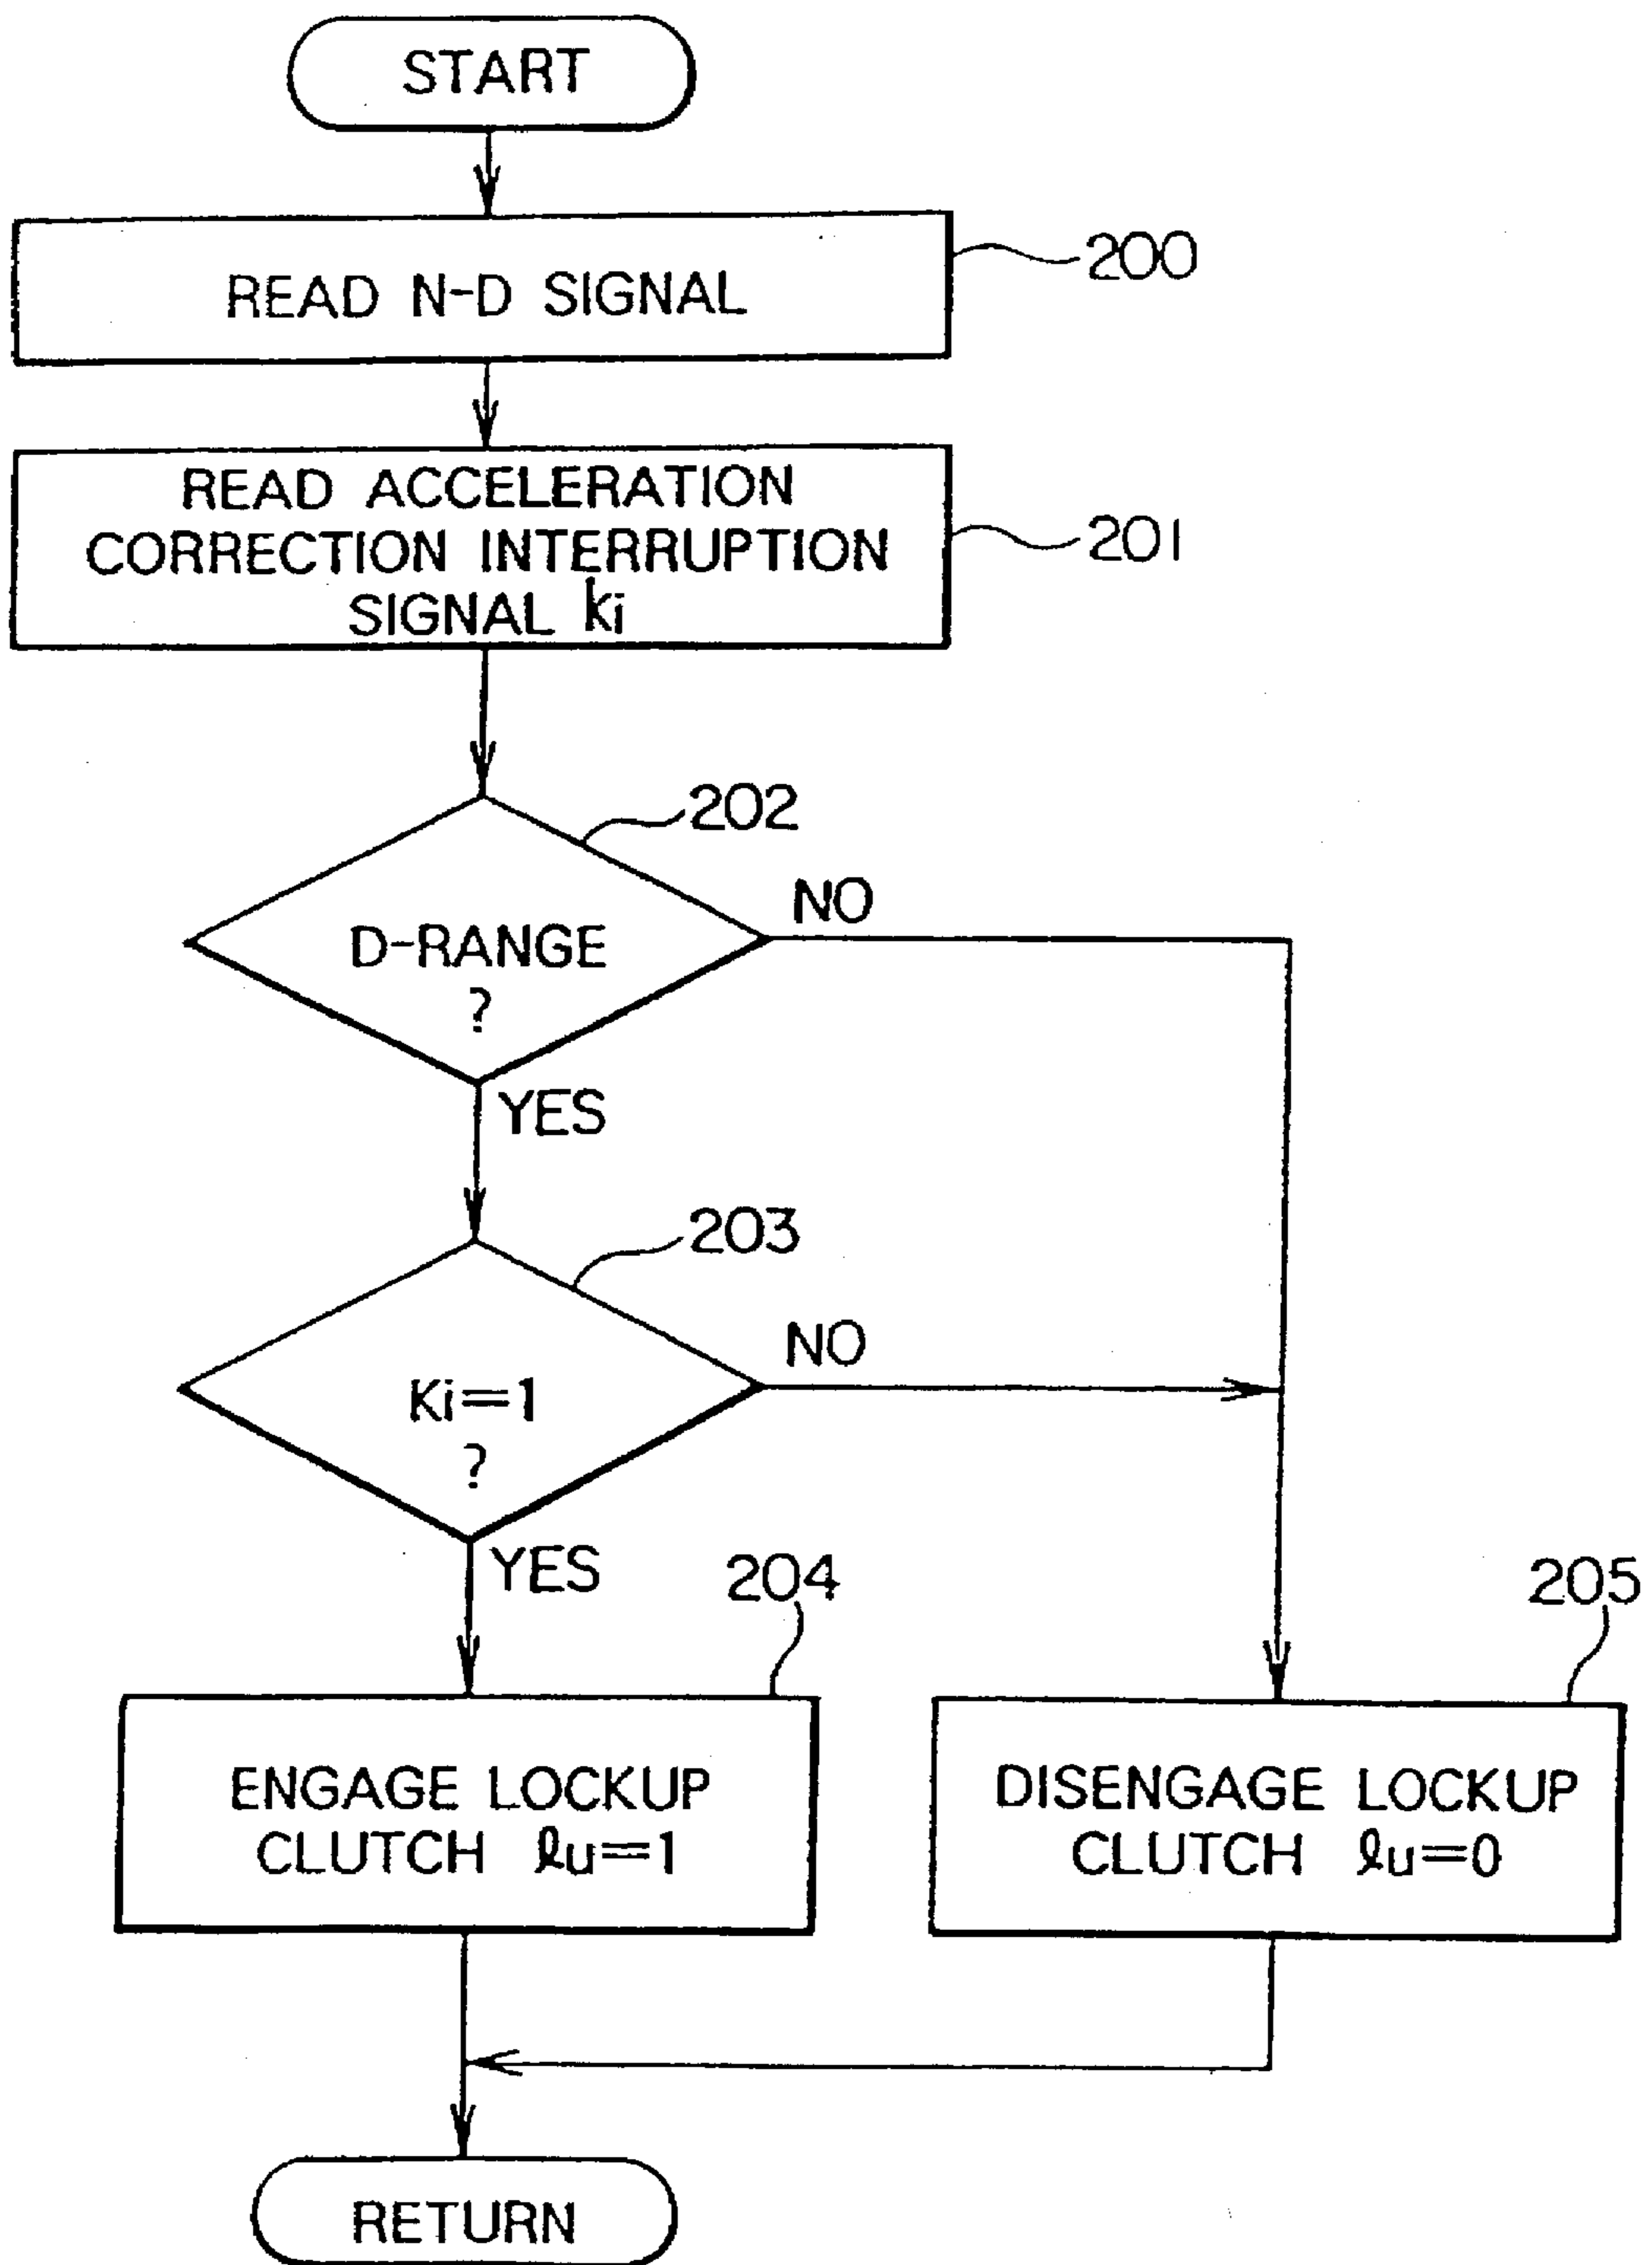 START
READ N-D SIGNAL
200
READ ACCELERATION
CORRECTION INTERRUPTION
SIGNAL ki
201
202
D-RANGE
?
NO
YES
203
Ki=1
?
NO
YES
204
ENGAGE LOCKUP
CLUTCH ℓu=1
205
DISENGAGE LOCKUP
CLUTCH ℓu=0
RETURN